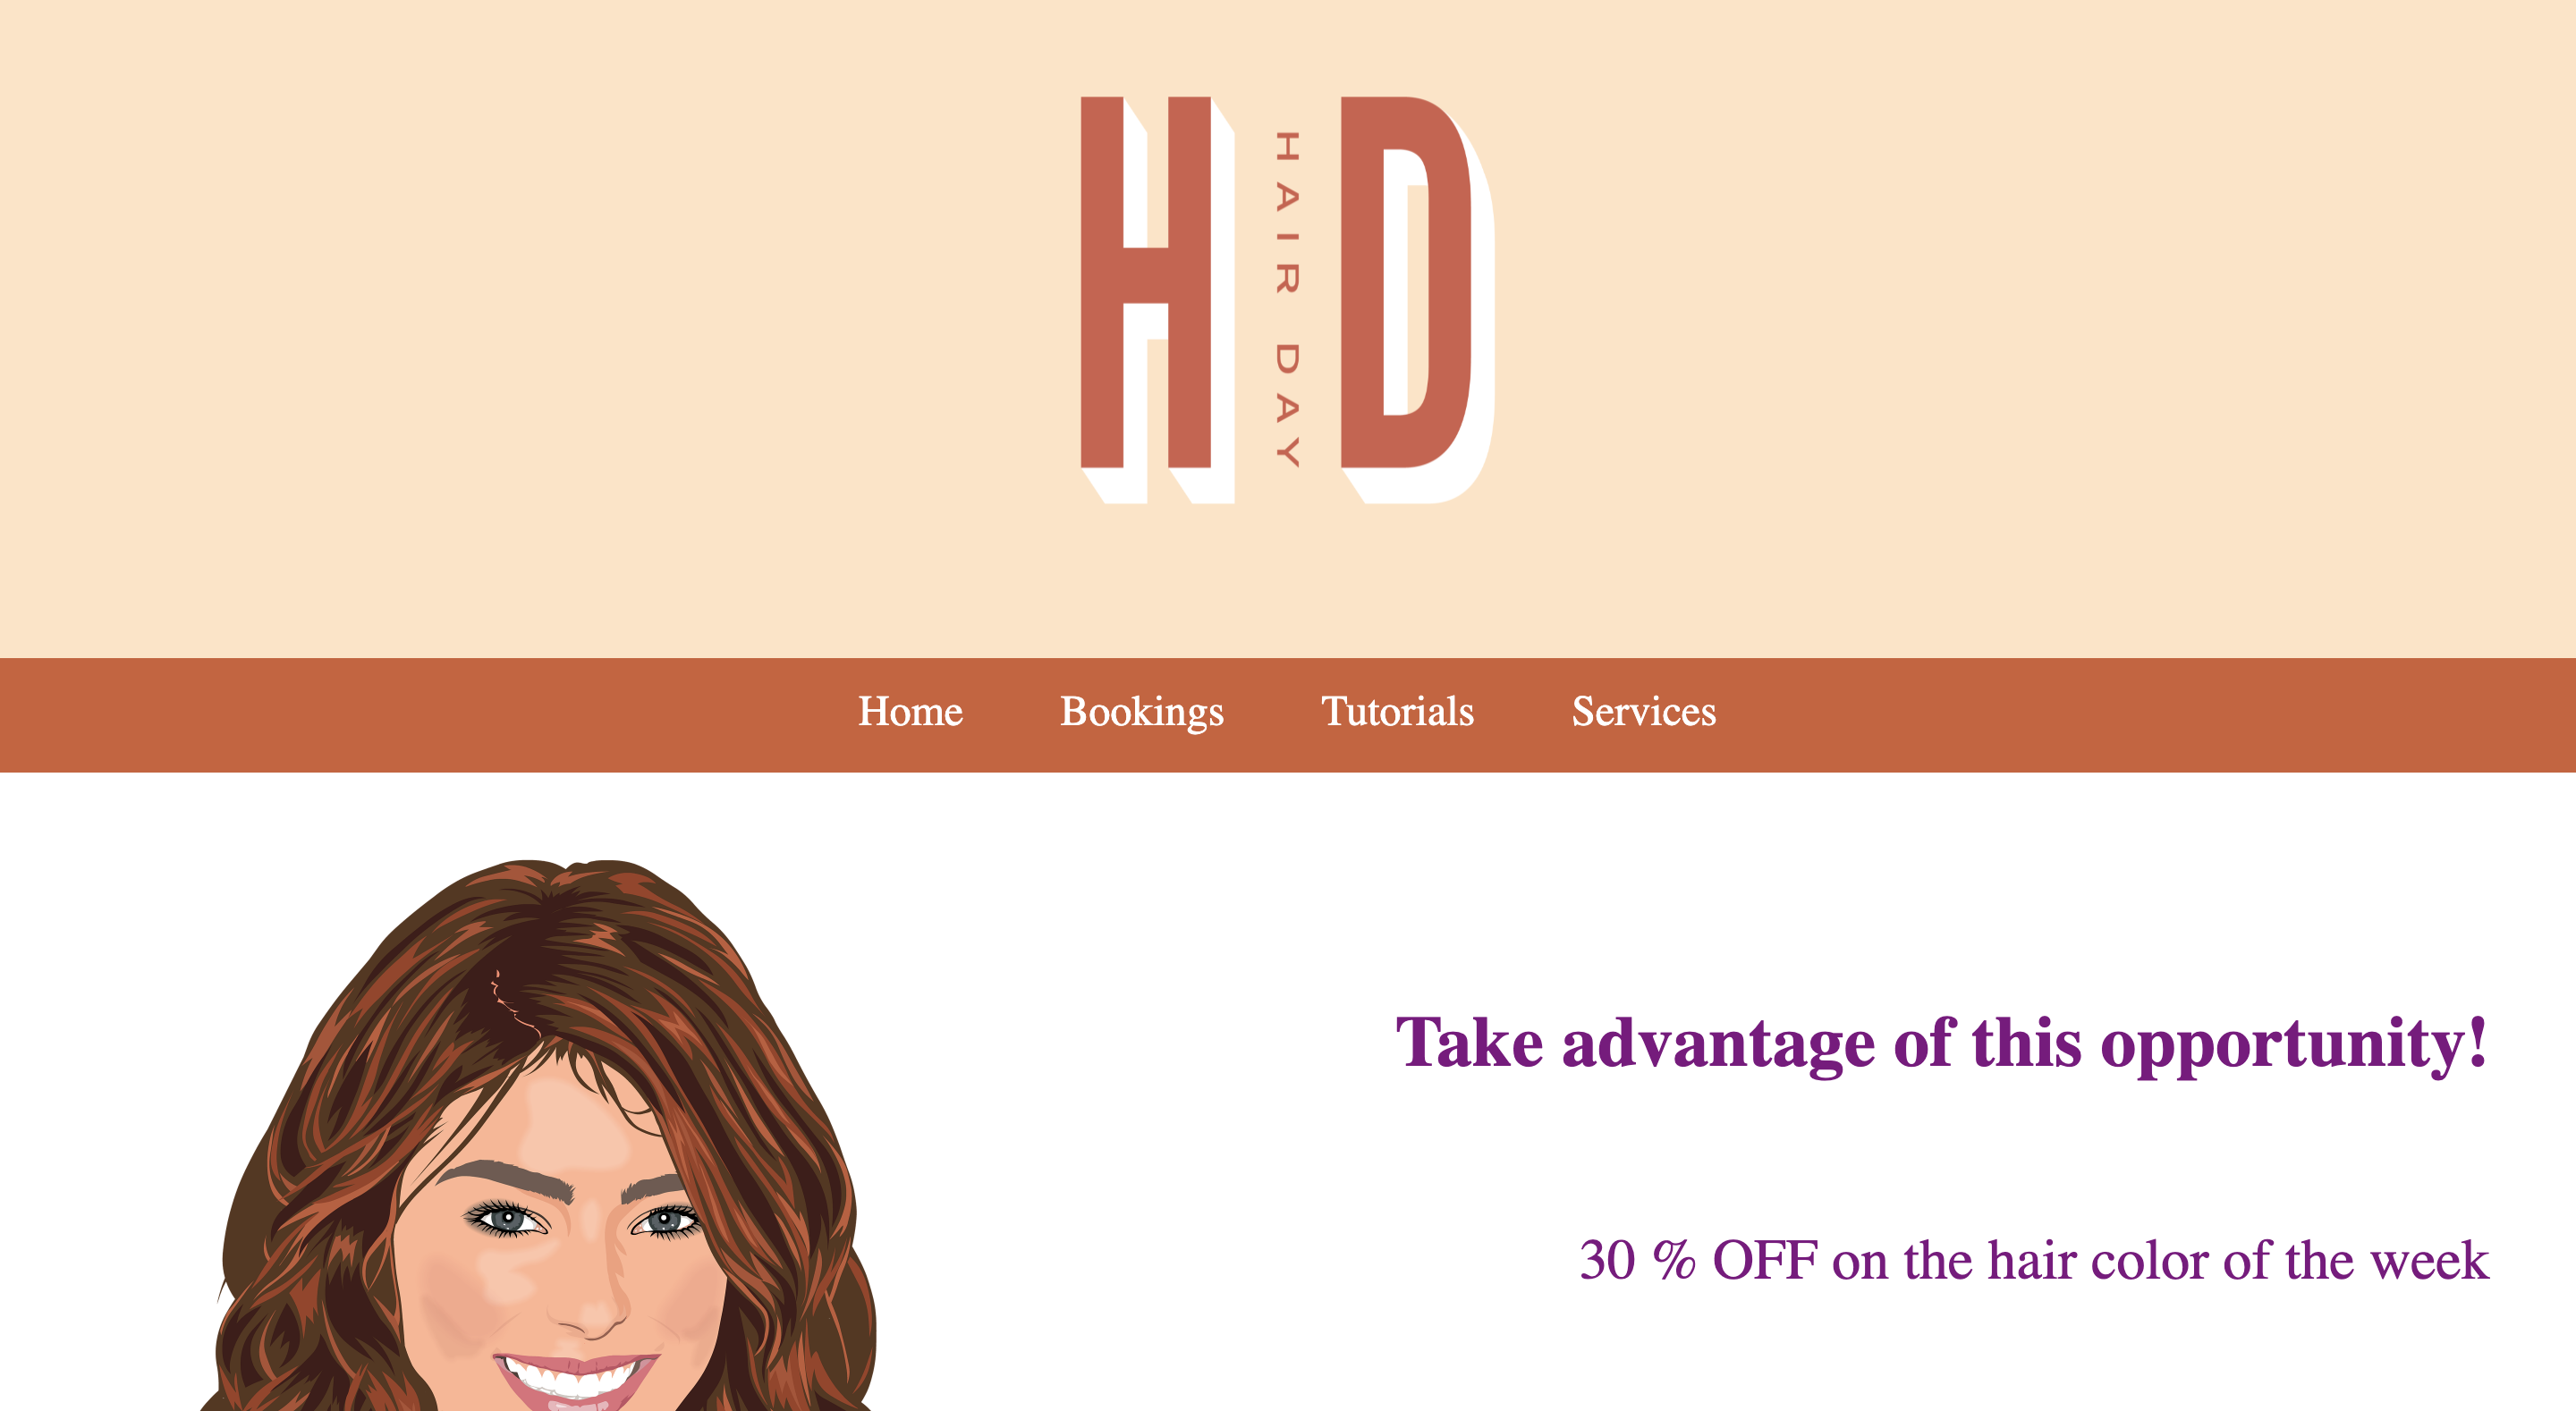 HD
HAIR DAY
Home Bookings Tutorials Services
Take advantage of this opportunity!
30 % OFF on the hair color of the week